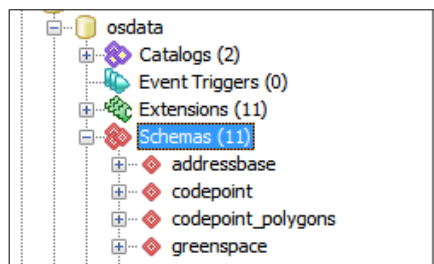 osdata
Catalogs (2)
Event Triggers (0)
Extensions (11)
Schemas (11)
addressbase
codepoint
codepoint_polygons
greenspace